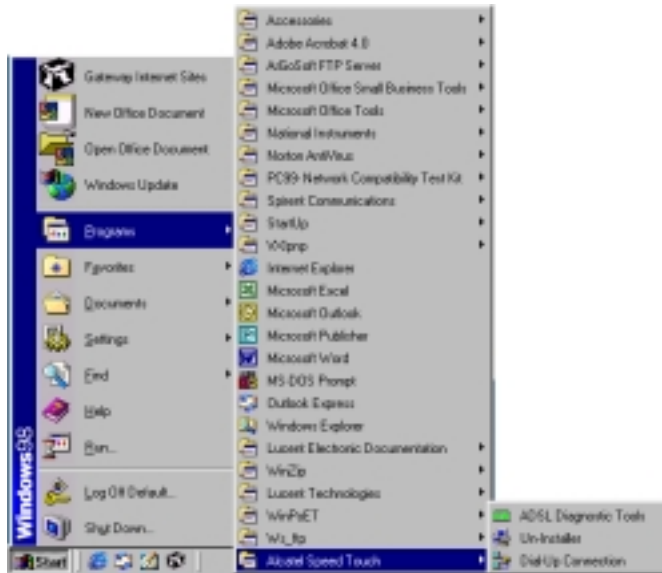 Gateway Internet Sites
New Office Document
Open Office Document
Windows Update
Programs
Favorites
Documents
Settings
Find
Help
Run...
Log Off Default...
Shut Down...
Windows98
Start
Accessories
Adobe Acrobat 4.0
ArGoSoft FTP Server
Microsoft Office Small Business Tools
Microsoft Office Tools
National Instruments
Norton AntiVirus
PC99- Network Compatibility Test Kit
Spirent Communications
StartUp
VXIpnp
Internet Explorer
Microsoft Excel
Microsoft Outlook
Microsoft Publisher
Microsoft Word
MS-DOS Prompt
Outlook Express
Windows Explorer
Lucent Electronic Documentation
WinZip
Lucent Technologies
WinPoET
Ws_ftp
Alcatel Speed Touch
ADSL Diagnostic Tools
Un-Installer
Dial-Up Connection